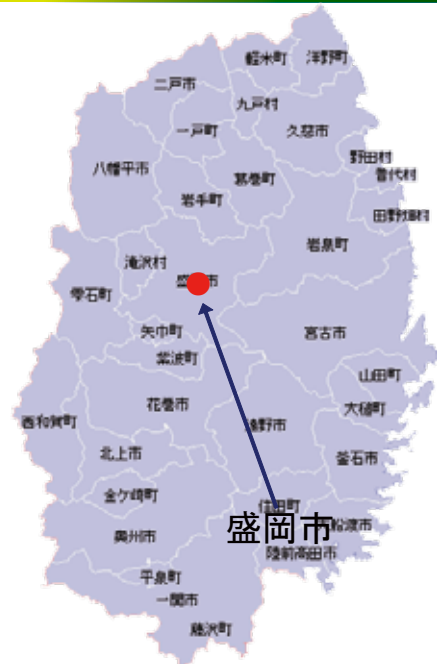 軽米町
洋野町
二戸市
九戸村
一戸町
久慈市
野田村
八幡平市
葛巻町
普代村
岩手町
田野畑村
岩泉町
滝沢村
盛 市
雫石町
矢巾町
宮古市
紫波町
山田町
花巻市
大槌町
西和賀町
遠野市
北上市
釜石市
金ケ崎町
住田町
船渡市
盛岡市
奥州市
陸前高田市
平泉町
一関市
藤沢町